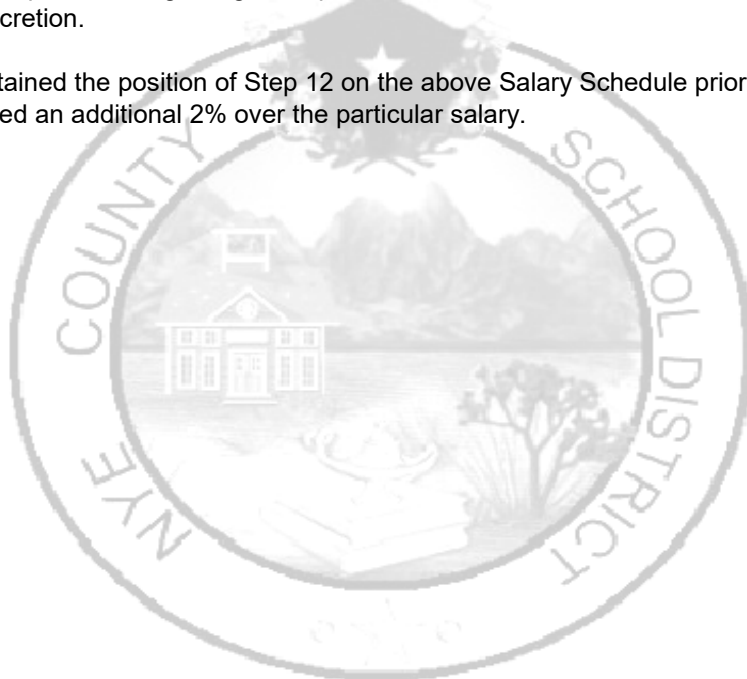 cretion.
tained the position of Step 12 on the above Salary Schedule prior
ed an additional 2% over the particular salary.
NYE COUNTY SCHOOL DISTRICT